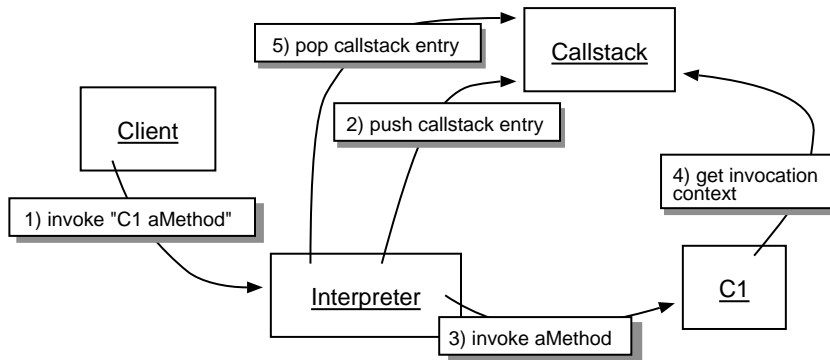 5) pop callstack entry
Callstack
2) push callstack entry
Client
4) get invocation
context
1) invoke "C1 aMethod"
Interpreter
C1
3) invoke aMethod